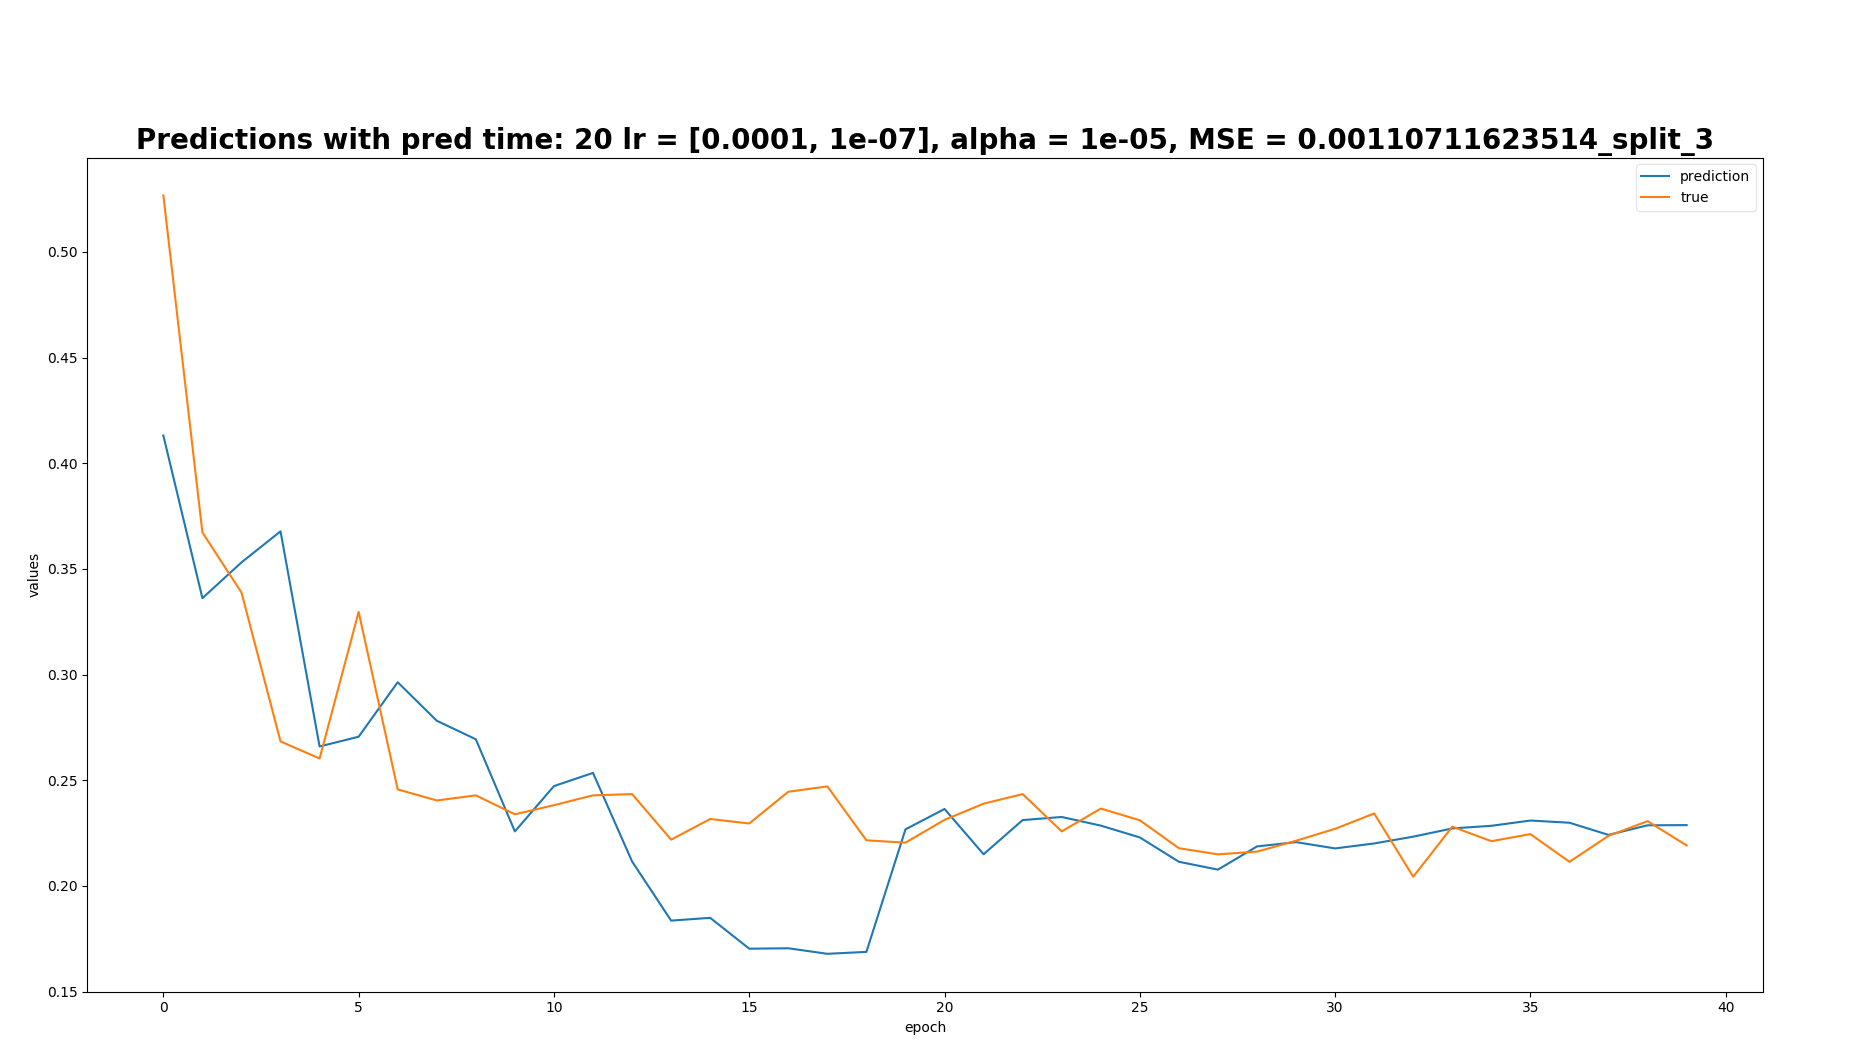 Predictions with pred time: 20 lr = [0.0001, 1e-07], alpha = 1e-05, MSE = 0.00110711623514_split_3
prediction
true
0.50
0.45
0.40
0.35
0.30
0.25
0.20
0.15
values
0 5 10 15 20 25 30 35 40
epoch